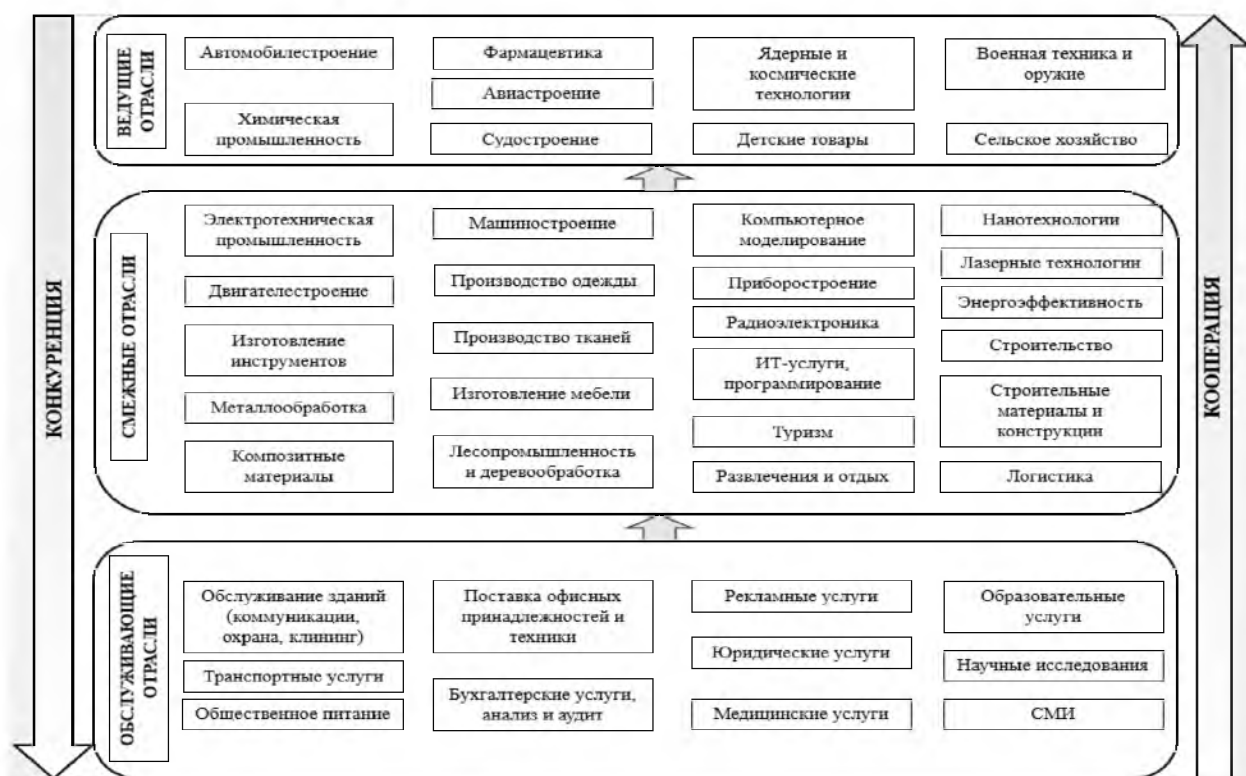 КОНКУРЕНЦИЯ
ВЕДУЩИЕ
ОТРАСЛИ
Автомобилестроение
Химическая
промышленность
Фармацевтика
Авиастроение
Судостроение
Ядерные и
космические
технологии
Детские товары
Военная техника и
оружие
Сельское хозяйство
СМЕЖНЫЕ ОТРАСЛИ
Электротехническая
промышленность
Двигателестроение
Изготовление
инструментов
Металлообработка
Композитные
материалы
Машиностроение
Производство одежды
Производство тканей
Изготовление мебели
Лесопромышленность
и деревообработка
Компьютерное
моделирование
Приборостроение
Радиоэлектроника
ИТ-услуги,
программирование
Туризм
Развлечения и отдых
Нанотехнологии
Лазерные технологии
Энергоэффективность
Строительство
Строительные
материалы и
конструкции
Логистика
ОБСЛУЖИВАЮЩИЕ
ОТРАСЛИ
Обслуживание зданий
(коммуникации,
охрана, клининг)
Транспортные услуги
Общественное питание
Поставка офисных
принадлежностей и
техники
Бухгалтерские услуги,
анализ и аудит
Рекламные услуги
Юридические услуги
Медицинские услуги
Образовательные
услуги
Научные исследования
СМИ
КООПЕРАЦИЯ